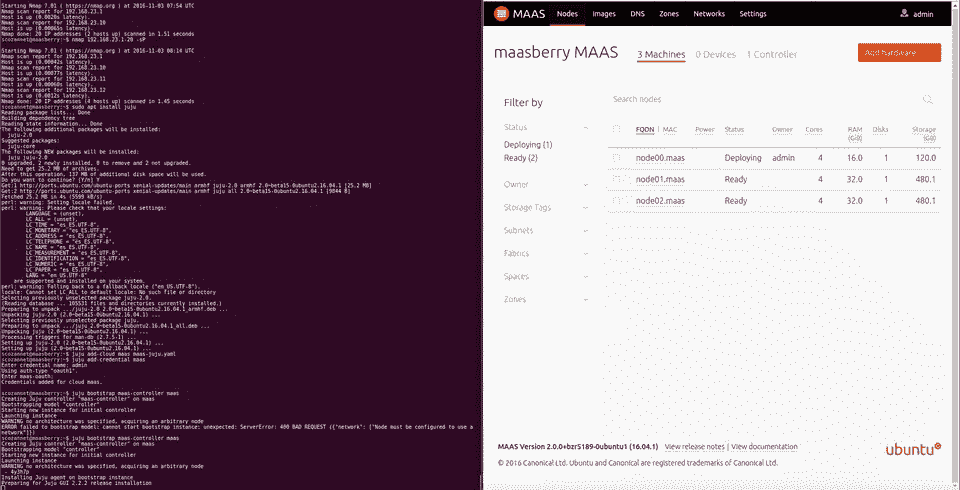 Starting Nmap 7.01 ( https://nmap.org ) at 2016-11-03 07:54 UTC
Nmap scan report for 192.168.23.10
Host is up (0.0020s latency).
Nmap scan report for 192.168.23.10
Host is up (0.00065s latency).
Nmap done: 20 IP addresses (2 hosts up) scanned in 1.51 seconds
scozannet@maasberry:~$ nmap 192.168.23.1-20 -sP
Starting Nmap 7.01 ( https://nmap.org ) at 2016-11-03 08:14 UTC
Nmap scan report for 192.168.23.1
Host is up (0.00042s latency).
Nmap scan report for 192.168.23.10
Host is up (0.00077s latency).
Nmap scan report for 192.168.23.11
Host is up (0.00068s latency).
Nmap scan report for 192.168.23.12
Host is up (0.0012s latency).
Nmap done: 20 IP addresses (4 hosts up) scanned in 1.45 seconds
scozannet@maasberry:~$ sudo apt install juju
Reading package lists... Done
Building dependency tree
Reading state information... Done
The following additional packages will be installed:
juju-2.0
Suggested packages:
juju-core
The following NEW packages will be installed:
juju juju-2.0
0 upgraded, 2 newly installed, 0 to remove and 2 not upgraded.
Need to get 25.2 MB of archives.
After this operation, 137 MB of additional disk space will be used.
Do you want to continue? [Y/n] Y
Get:1 http://ports.ubuntu.com/ubuntu-ports xenial-updates/main armhf juju-2.0 armhf 2.0~beta15-0ubuntu2.16.04.1 [25.2 MB]
Get:2 http://ports.ubuntu.com/ubuntu-ports xenial-updates/main armhf juju all 2.0~beta15-0ubuntu2.16.04.1 [9844 B]
Fetched 25.2 MB in 4s (5599 kB/s)
perl: warning: Setting locale failed.
perl: warning: Please check that your locale settings:
LANGUAGE = (unset),
LC_ALL = (unset),
LC_TIME = "es_ES.UTF-8",
LC_MONETARY = "es_ES.UTF-8",
LC_ADDRESS = "es_ES.UTF-8",
LC_TELEPHONE = "es_ES.UTF-8",
LC_NAME = "es_ES.UTF-8",
LC_MEASUREMENT = "es_ES.UTF-8",
LC_IDENTIFICATION = "es_ES.UTF-8",
LC_NUMERIC = "es_ES.UTF-8",
LC_PAPER = "es_ES.UTF-8",
LANG = "en_US.UTF-8"
are supported and installed on your system.
perl: warning: Falling back to a fallback locale ("en_US.UTF-8").
locale: Cannot set LC_ALL to default locale: No such file or directory
Selecting previously unselected package juju-2.0.
(Reading database ... 105531 files and directories currently installed.)
Preparing to unpack .../juju-2.0_2.0~beta15-0ubuntu2.16.04.1_armhf.deb ...
Unpacking juju-2.0 (2.0~beta15-0ubuntu2.16.04.1) ...
Selecting previously unselected package juju.
Preparing to unpack .../juju_2.0~beta15-0ubuntu2.16.04.1_all.deb ...
Unpacking juju (2.0~beta15-0ubuntu2.16.04.1) ...
Processing triggers for man-db (2.7.5-1) ...
Setting up juju-2.0 (2.0~beta15-0ubuntu2.16.04.1) ...
Setting up juju (2.0~beta15-0ubuntu2.16.04.1) ...
scozannet@maasberry:~$ juju add-cloud maas maas-juju.yaml
scozannet@maasberry:~$ juju add-credential maas
Enter credential name: admin
Using auth-type "oauth1".
Enter maas-oauth:
Credentials added for cloud maas.
scozannet@maasberry:~$ juju bootstrap maas-controller maas
Creating Juju controller "maas-controller" on maas
Bootstrapping model "controller"
Starting new instance for initial controller
Launching instance
WARNING no architecture was specified, acquiring an arbitrary node
ERROR failed to bootstrap model: cannot start bootstrap instance: unexpected: ServerError: 400 BAD REQUEST ({"network": ["Node must be configured to use a network"]})
scozannet@maasberry:~$ juju bootstrap maas-controller maas
Creating Juju controller "maas-controller" on maas
Bootstrapping model "controller"
Starting new instance for initial controller
Launching instance
WARNING no architecture was specified, acquiring an arbitrary node
- 4y3h7p
Installing Juju agent on bootstrap instance
Preparing for Juju GUI 2.2.2 release installation
MAAS Nodes Images DNS Zones Networks Settings admin
maasberry MAAS 3 Machines 0 Devices 1 Controller Add hardware
Filter by
Status
Deploying (1)
Ready (2)
Owner
Storage Tags
Subnets
Fabrics
Spaces
Zones
Search nodes
FQDN | MAC Power Status Owner Cores RAM (GiB) Disks Storage (GB)
node00.maas Deploying admin 4 16.0 1 120.0
node01.maas Ready 4 32.0 1 480.1
node02.maas Ready 4 32.0 1 480.1
MAAS Version 2.0.0+bzr5189-0ubuntu1 (16.04.1) View release notes | View documentation
© 2016 Canonical Ltd. Ubuntu and Canonical are registered trademarks of Canonical Ltd.
ubuntu